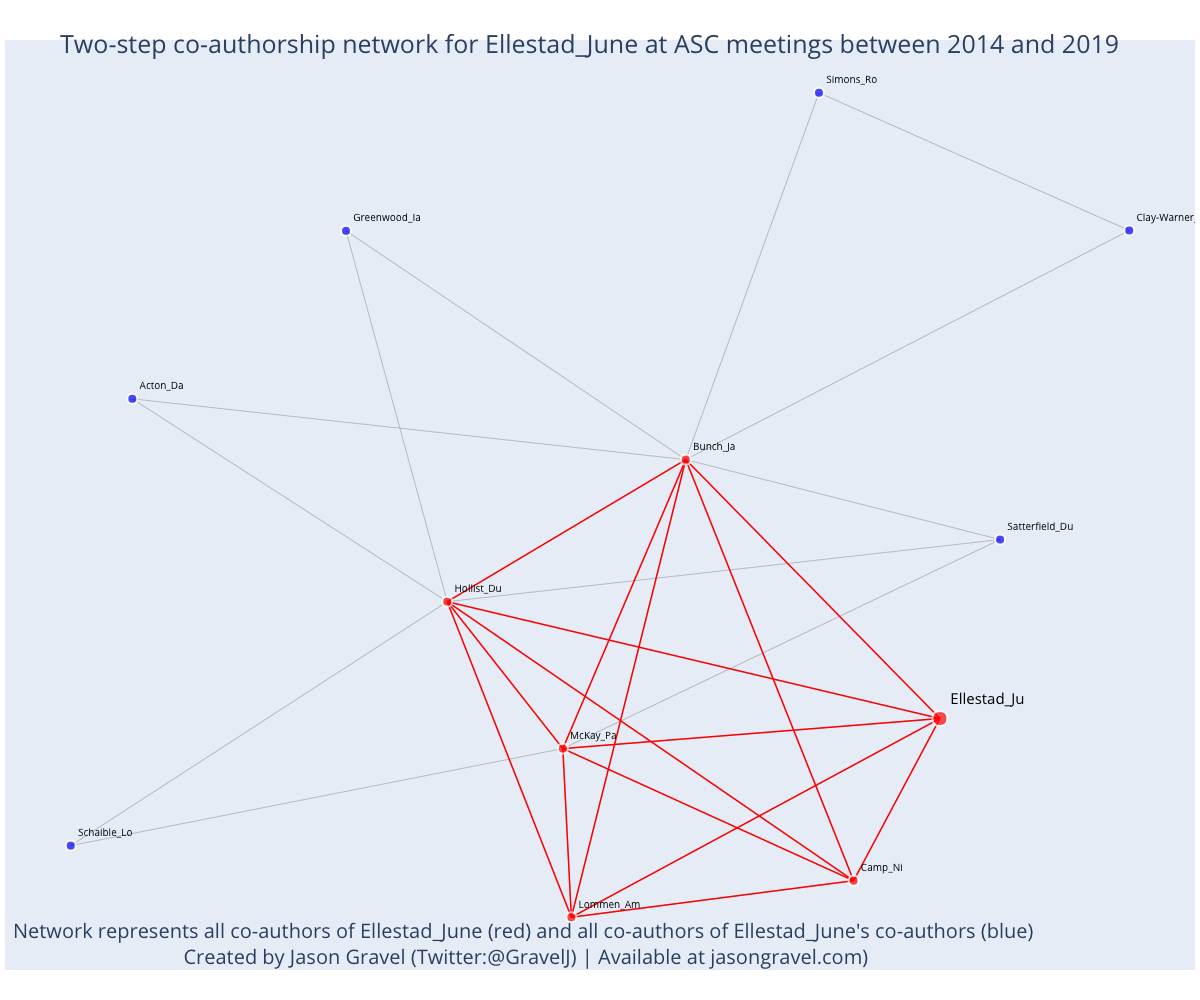 Two-step co-authorship network for Ellestad_June at ASC meetings between 2014 and 2019
Simons_Ro
Greenwood_Ia
Clay-Warner_
Acton_Da
Bunch_Ja
Satterfield_Du
Hollist_Du
Ellestad_Ju
McKay_Pa
Schaible_Lo
Camp_Ni
Lommen_Am
Network represents all co-authors of Ellestad_June (red) and all co-authors of Ellestad_June's co-authors (blue)
Created by Jason Gravel (Twitter:@GravelJ) | Available at jasongravel.com)